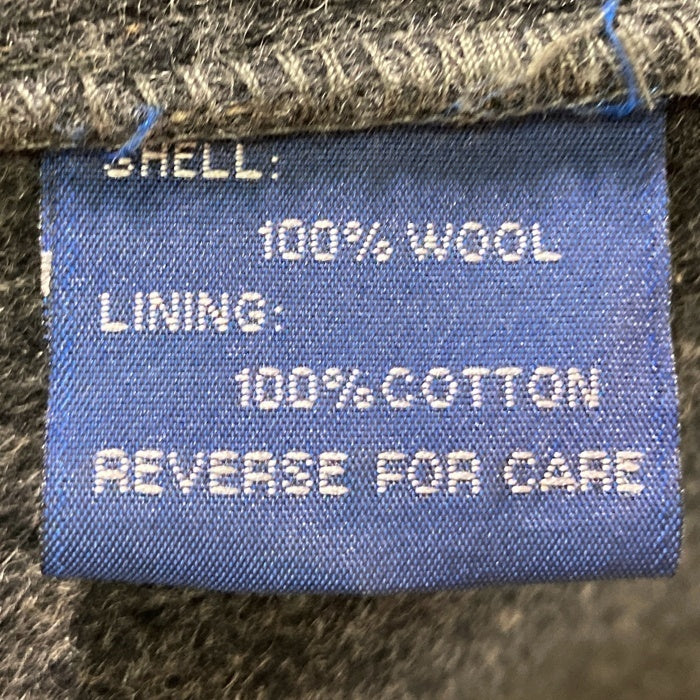 SHELL:
100% WOOL
LINING:
100% COTTON
REVERSE FOR CARE